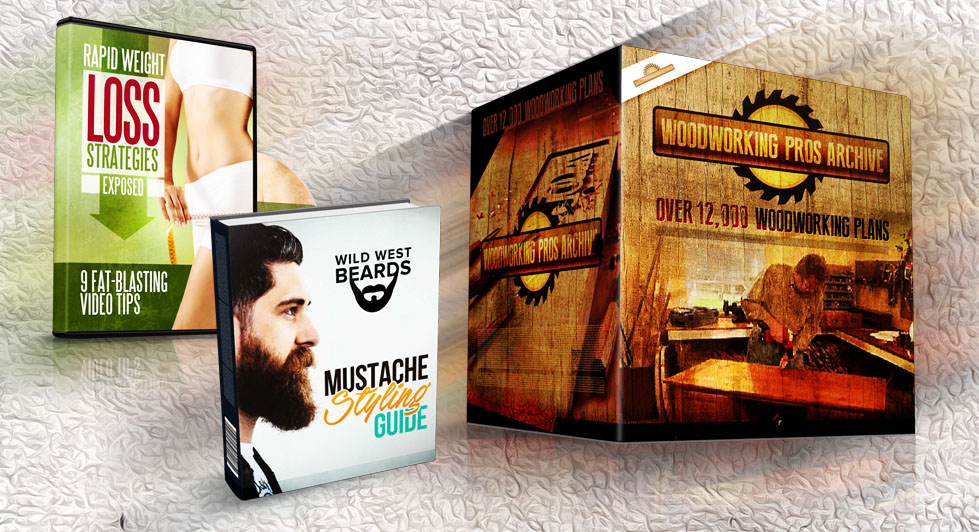 RAPID WEIGHT
LOSS
STRATEGIES
EXPOSED
9 FAT-BLASTING
VIDEO TIPS
WILD WEST
BEARDS
MUSTACHE
Styling
GUIDE
OVER 12,000 WOODWORKING PLANS
WOODWORKING PROS ARCHIVE
WOODWORKING PROS ARCHIVE
OVER 12,000 WOODWORKING PLANS